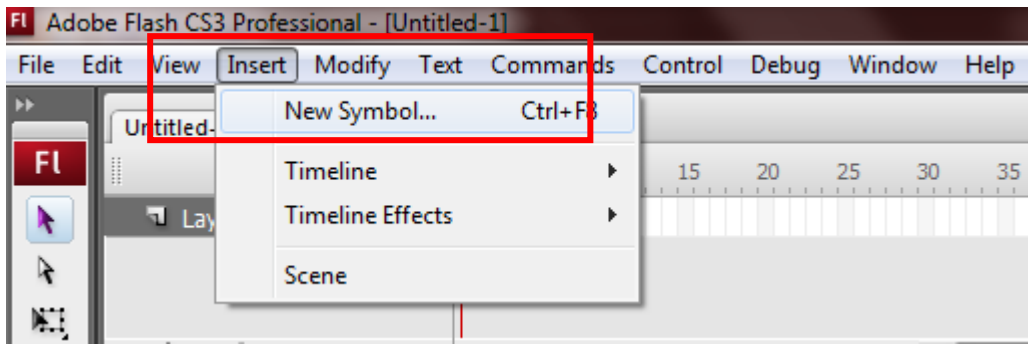 Fl Adobe Flash CS3 Professional - [Untitled-1]
File Edit View Insert Modify Text Commands Control Debug Window Help
New Symbol... Ctrl+F8
Untitled-
Fl
15 20 25 30 35
Timeline
Lay
Timeline Effects
Scene